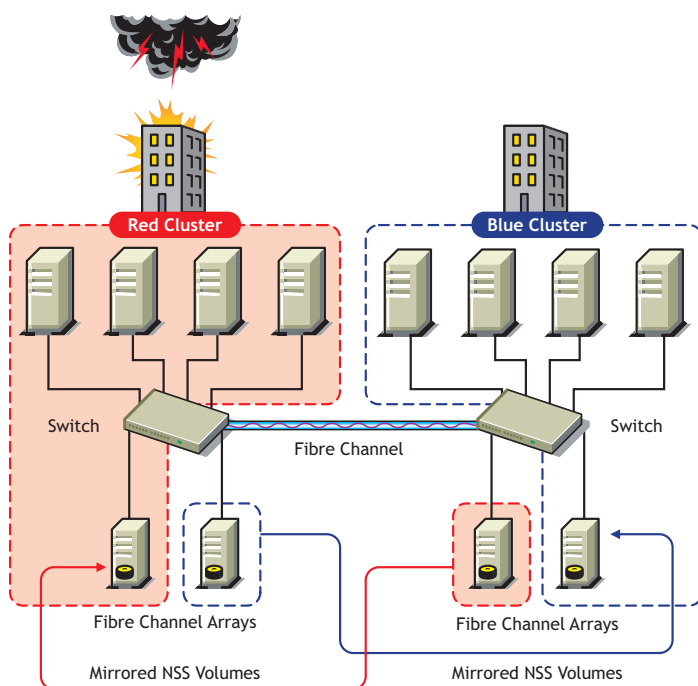 Red Cluster
Blue Cluster
Switch
Switch
Fibre Channel
Fibre Channel Arrays
Fibre Channel Arrays
Mirrored NSS Volumes
Mirrored NSS Volumes